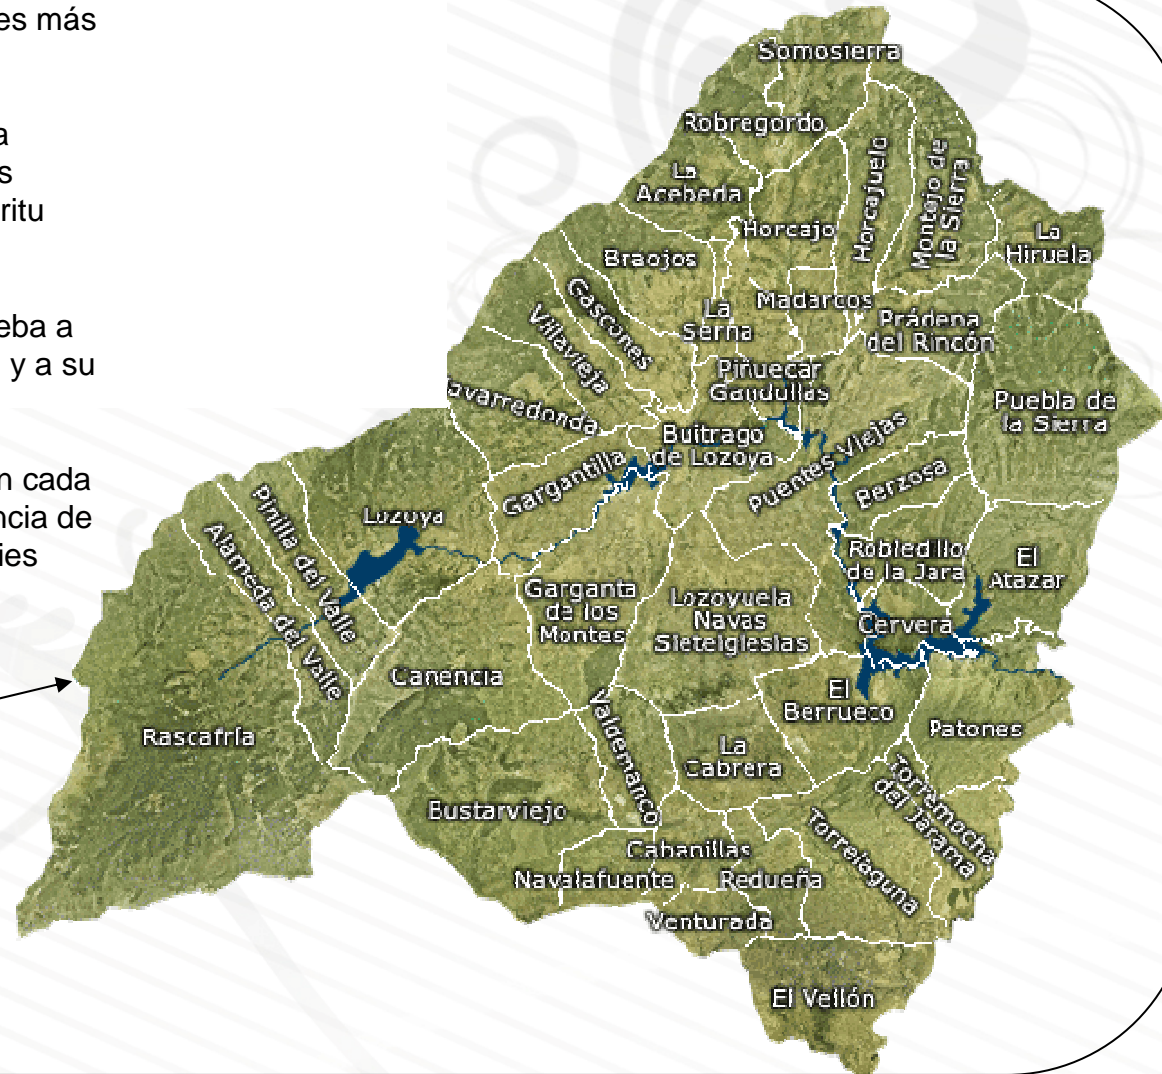 es más
a
s
ritu
eba a
y a su
n cada
ncia de
ies
Somosierra
Robregordo
La
Acebeda
Horcajuelo
Montejo de
la Sierra
Horcajo
La
Hiruela
Braojos
Gascones
Villavieja
La
Serna
Madarcos
Prádena
del Rincón
Piñuecar
Gandullas
Puebla de
la Sierra
avarredonda
Buitrago
de Lozoya
Gargantilla
Puentes Viejas
Berzosa
Lozoya
Pinilla del Valle
Alameda del Valle
Robledillo
de la Jara
El
Atazar
Garganta
de los
Montes
Lozoyuela
Navas
Sieteiglesias
Cervera
Canencia
El
Berrueco
Patones
Rascafría
Valdemanco
La
Cabrera
Torremocha
del Jarama
Bustarviejo
Torrelaguna
Cabanillas
Navalafuente
Redueña
Venturada
El Vellón